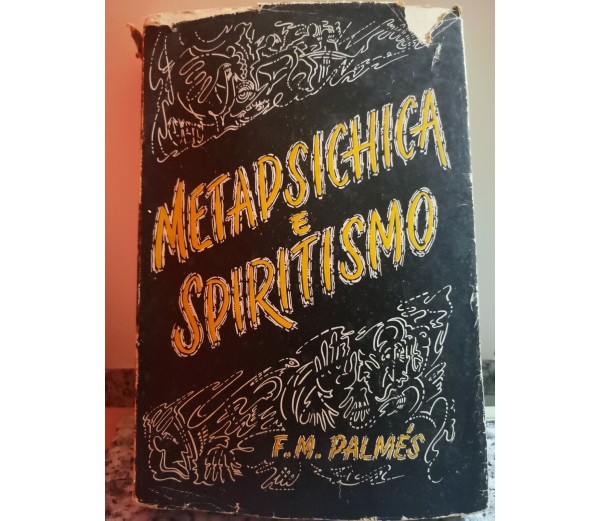 METAPSICHICA
E
SPIRITISMO
F. M. PALMÉS